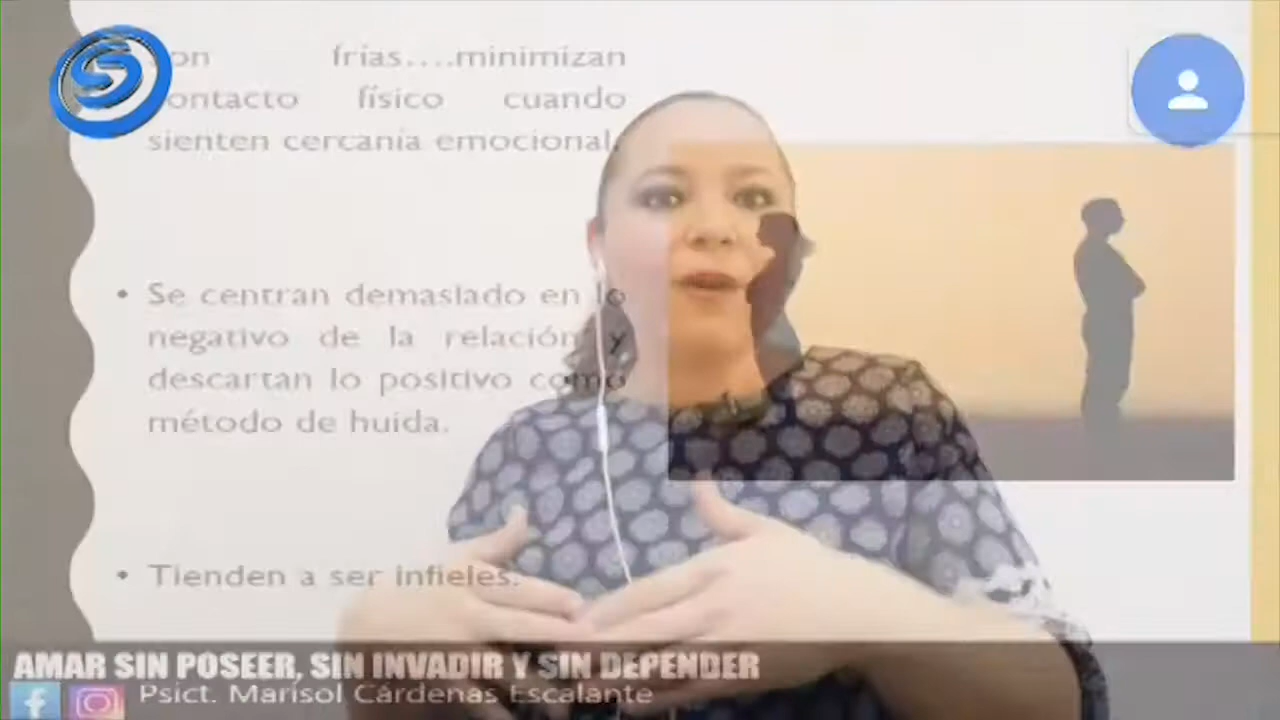 on frías....minimizan
contacto físico cuando
sienten cercanía emocional.
• Se centran demasiado en lo
negativo de la relación y
descartan lo positivo como
método de huida.
• Tienden a ser infieles.
AMAR SIN POSEER, SIN INVADIR Y SIN DEPENDER
Psict. Marisol Cárdenas Escalante